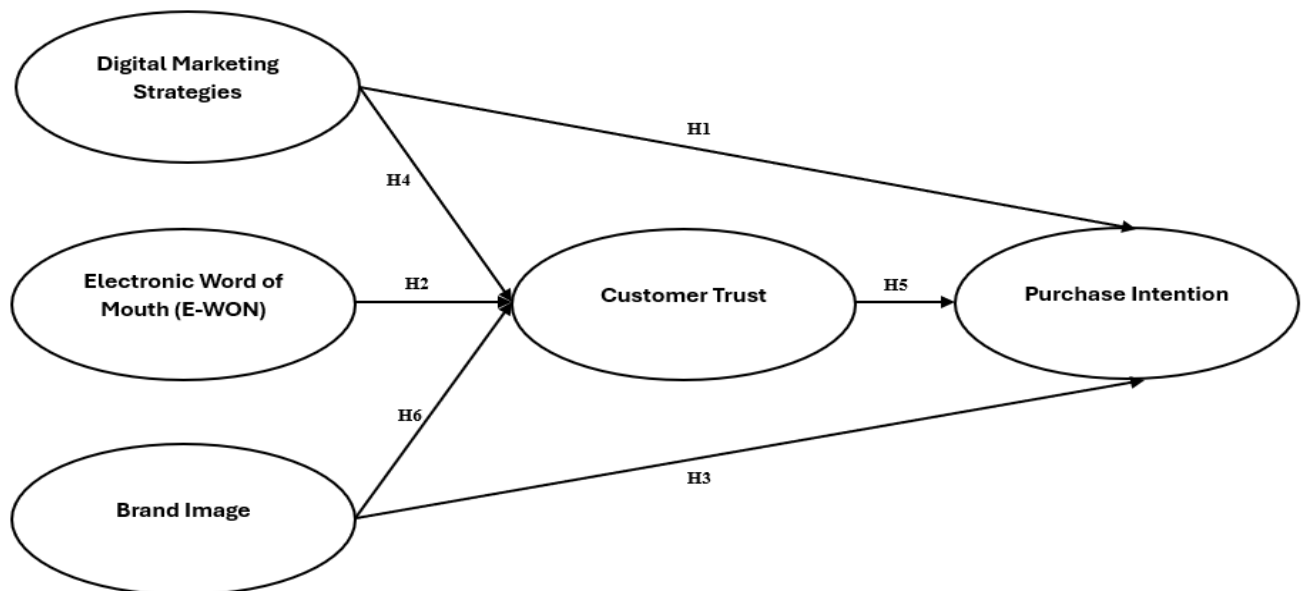 Digital Marketing
Strategies
H1
H4
Electronic Word of
Mouth (E-WON)
H2
Customer Trust
H5
Purchase Intention
H6
H3
Brand Image